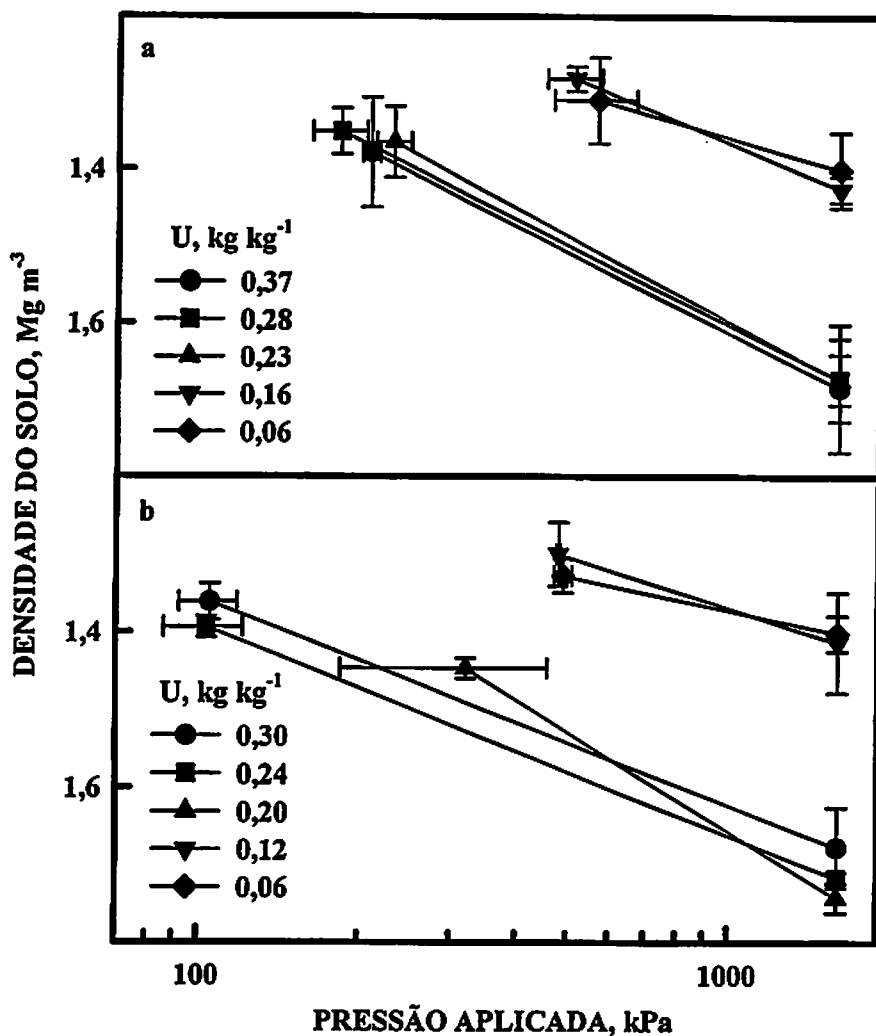 a
1,4
1,6
U, kg kg⁻¹
0,37
0,28
0,23
0,16
0,06
DENSIDADE DO SOLO, Mg m⁻³
b
1,4
1,6
U, kg kg⁻¹
0,30
0,24
0,20
0,12
0,06
100
1000
PRESSÃO APLICADA, kPa